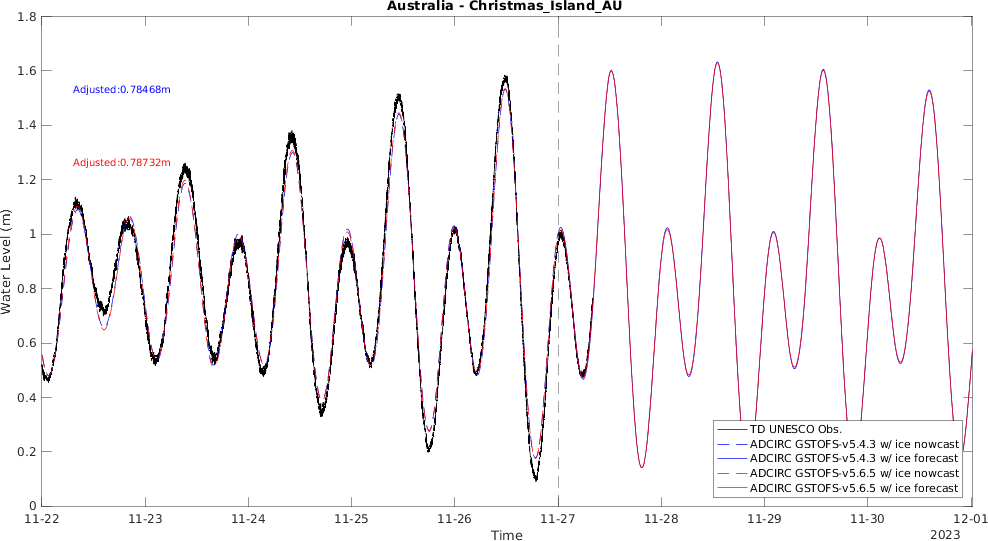 Australia - Christmas_Island_AU
1.8
1.6
1.4
1.2
1
0.8
0.6
0.4
0.2
0
Water Level (m)
Adjusted:0.78468m
Adjusted:0.78732m
TD UNESCO Obs.
ADCIRC GSTOFS-v5.4.3 w/ ice nowcast
ADCIRC GSTOFS-v5.4.3 w/ ice forecast
ADCIRC GSTOFS-v5.6.5 w/ ice nowcast
ADCIRC GSTOFS-v5.6.5 w/ ice forecast
11-22 11-23 11-24 11-25 11-26 11-27 11-28 11-29 11-30 12-01
Time
2023